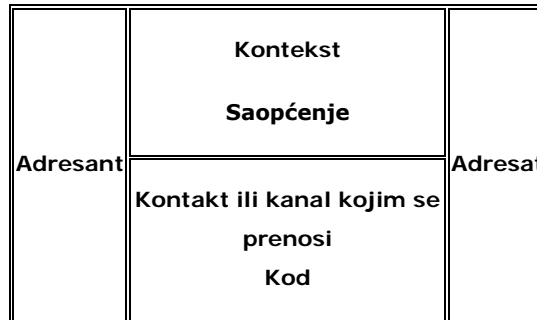 Kontekst
Saopćenje
Adresant
Adresat
Kontakt ili kanal kojim se
prenosi
Kod